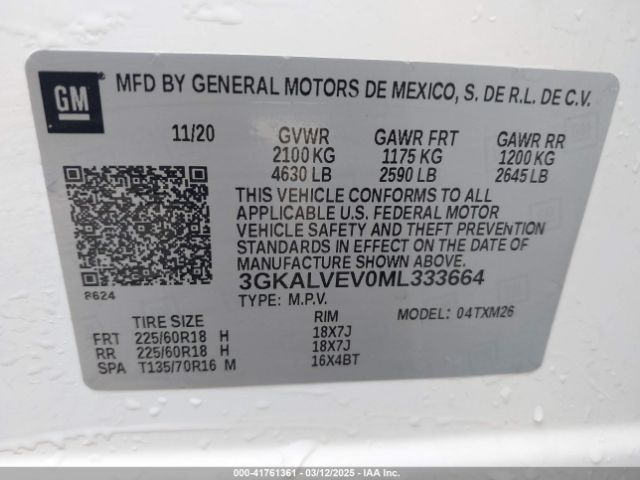 GM ® MFD BY GENERAL MOTORS DE MEXICO, S. DE R.L. DE C.V.
11/20 GVWR GAWR FRT GAWR RR
2100 KG 1175 KG 1200 KG
4630 LB 2590 LB 2645 LB
THIS VEHICLE CONFORMS TO ALL
APPLICABLE U.S. FEDERAL MOTOR
VEHICLE SAFETY AND THEFT PREVENTION
STANDARDS IN EFFECT ON THE DATE OF
MANUFACTURE SHOWN ABOVE.
8624 3GKALVEV0ML333664
TYPE: M.P.V. MODEL: 04TXM26
TIRE SIZE RIM
FRT 225/60R18 H 18X7J
RR 225/60R18 H 18X7J
SPA T135/70R16 M 16X4BT
000-41761361 | 03/12/2025 | IAAI.COM